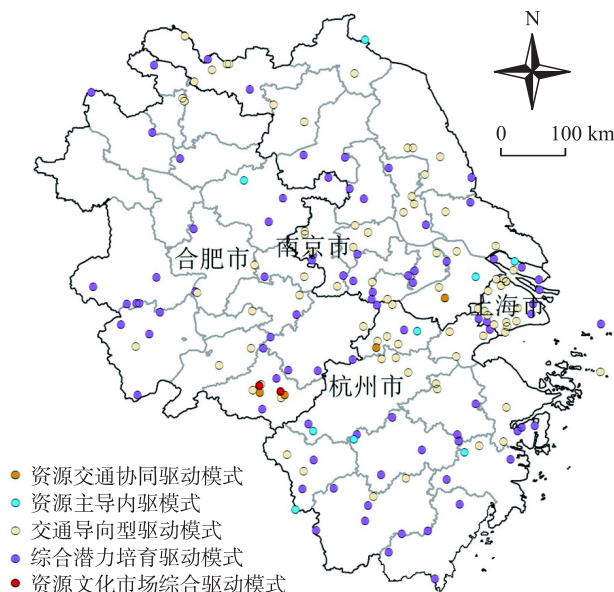 N
0 100 km
合肥市
南京市
上海市
杭州市
资源交通协同驱动模式
资源主导内驱模式
交通导向型驱动模式
综合潜力培育驱动模式
资源文化市场综合驱动模式